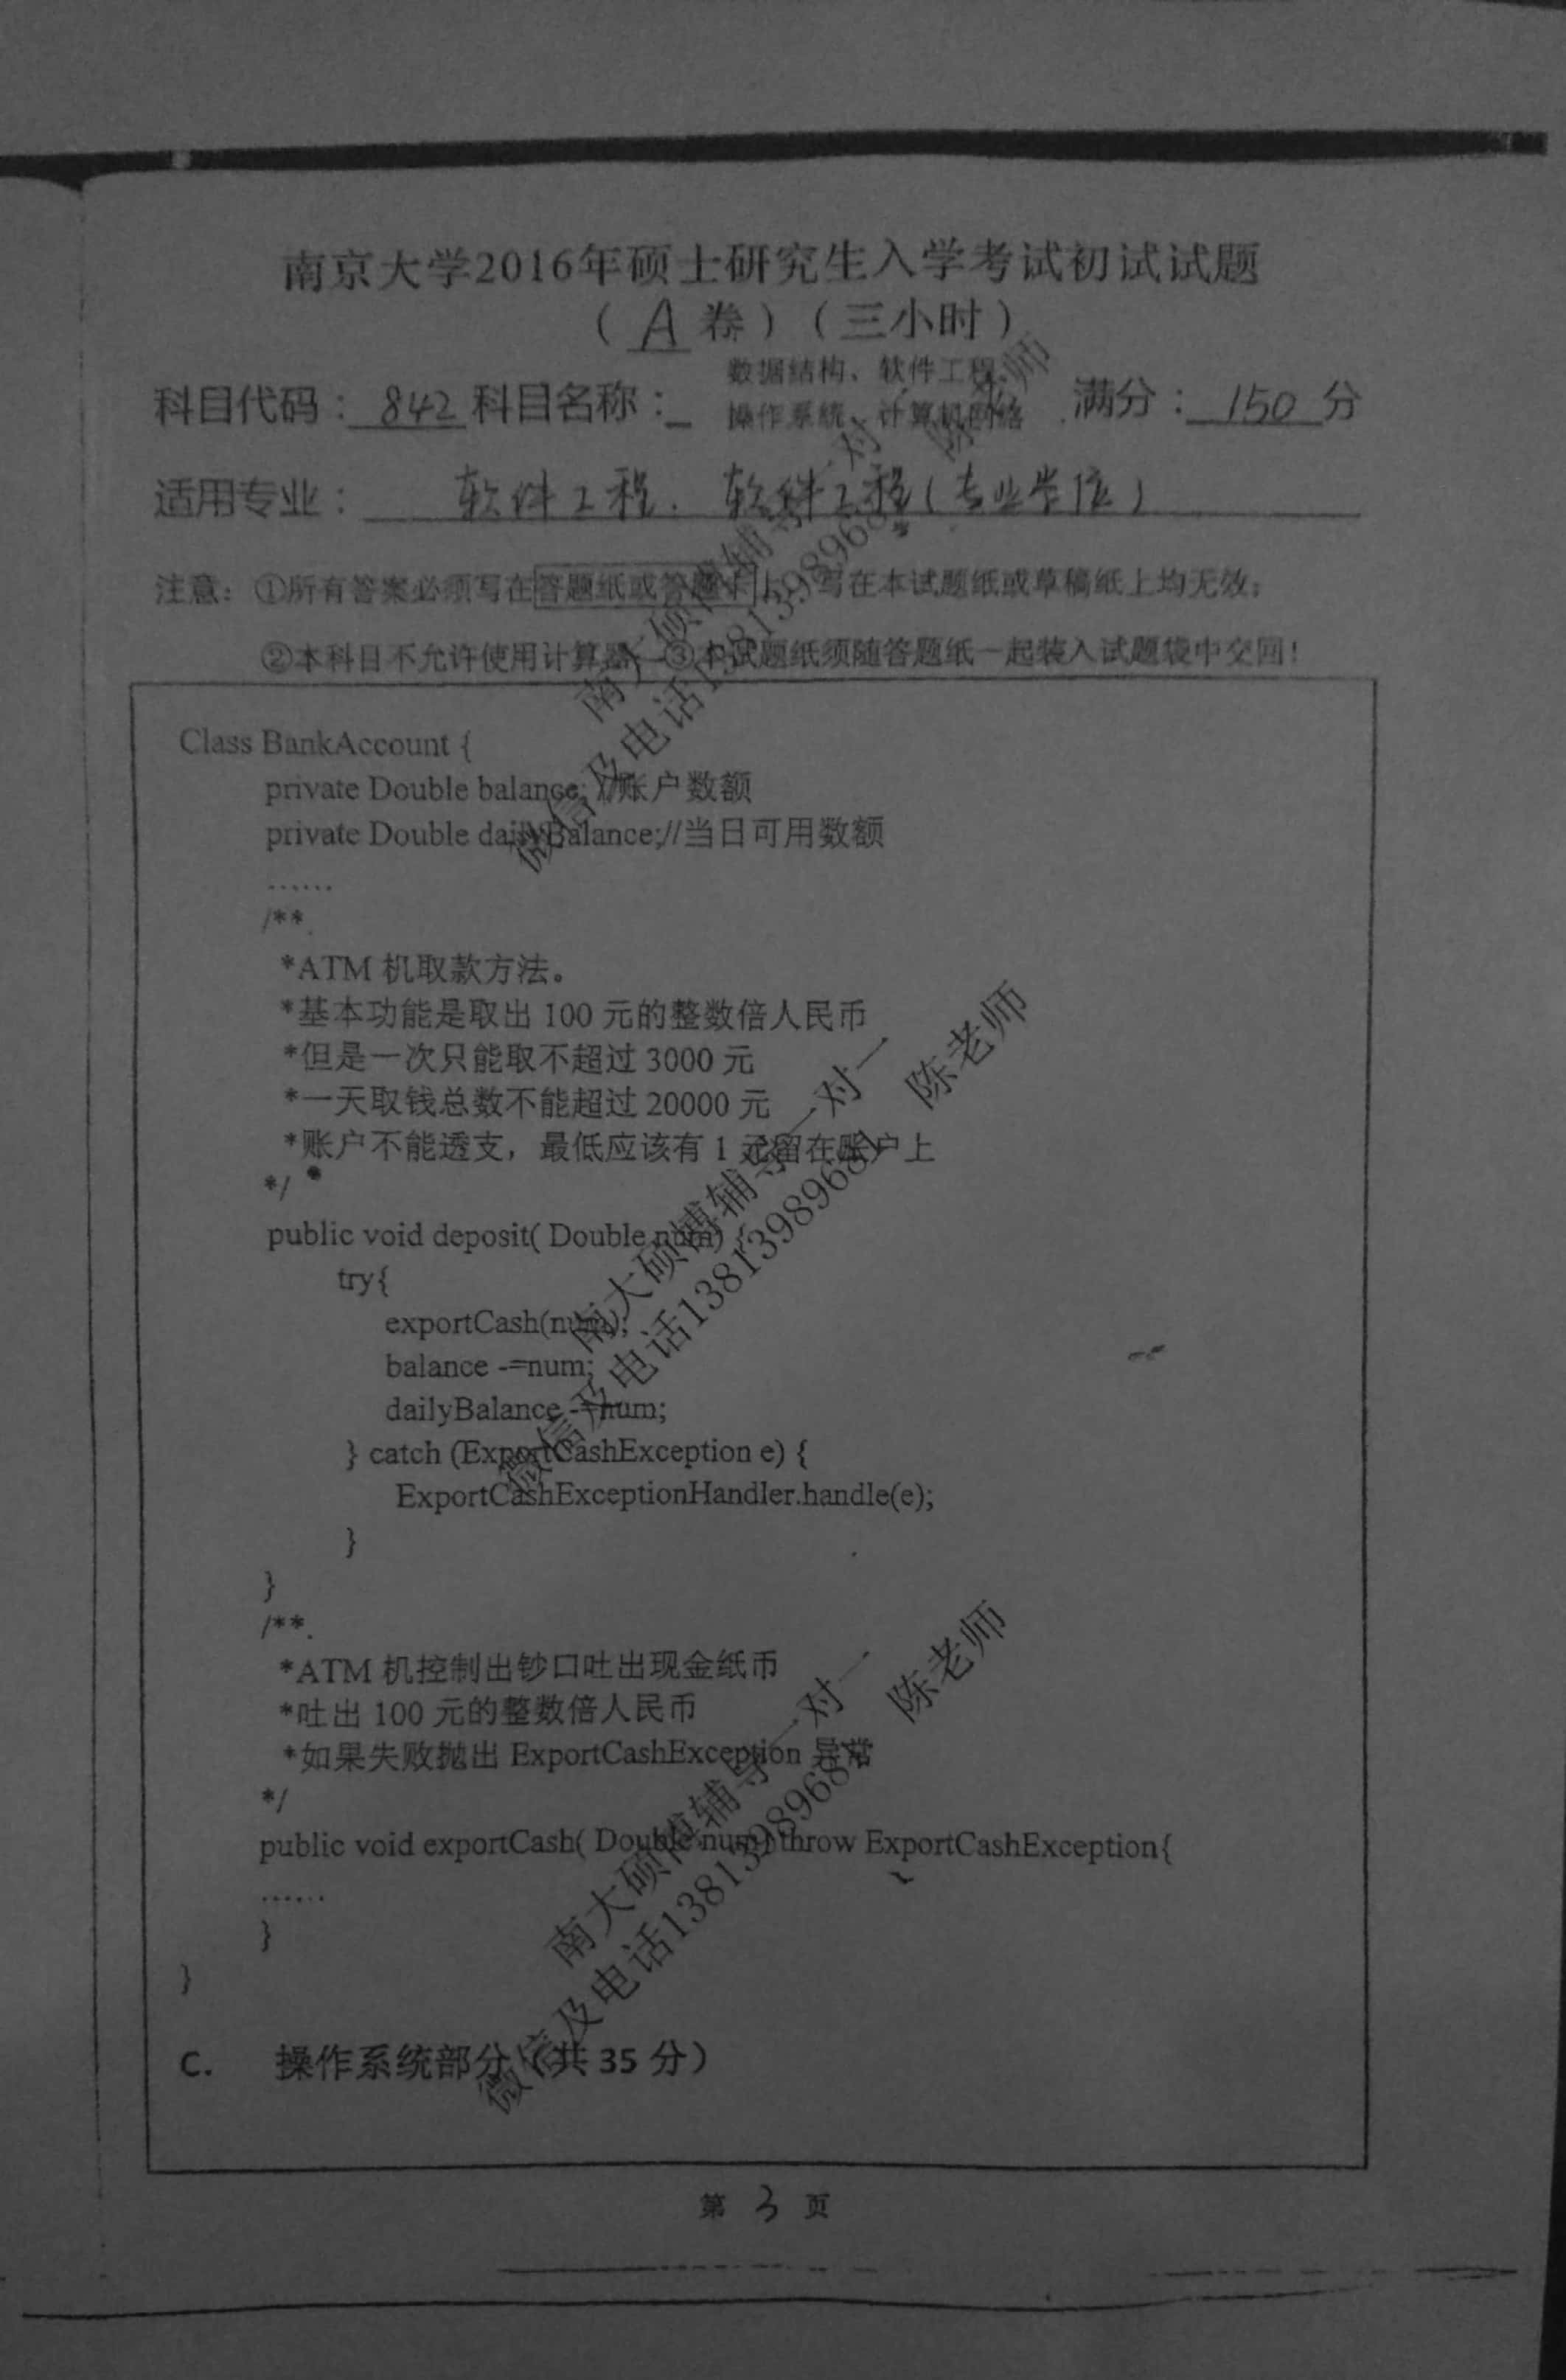 南京大学2016年硕士研究生入学考试初试试题
（ A 卷）（三小时）
科目代码：842 科目名称： 数据结构、软件工程、操作系统、计算机网络 满分：150 分
适用专业： 软件工程、软件工程（专业学位）
注意：①所有答案必须写在答题纸或答题卡上，写在本试题纸或草稿纸上均无效；
②本科目不允许使用计算器 ③本试题纸须随答题纸一起装入试题袋中交回！
Class BankAccount {
private Double balance; //账户数额
private Double dailyBalance;//当日可用数额
......
/**
*ATM 机取款方法。
*基本功能是取出 100 元的整数倍人民币
*但是一次只能取不超过 3000 元
*一天取钱总数不能超过 20000 元
*账户不能透支，最低应该有 1 元留在账户上
*/
public void deposit( Double num) {
try{
exportCash(num);
balance -=num;
dailyBalance -=num;
} catch (ExportCashException e) {
ExportCashExceptionHandler.handle(e);
}
}
/**
*ATM 机控制出钞口吐出现金纸币
*吐出 100 元的整数倍人民币
*如果失败抛出 ExportCashException 异常
*/
public void exportCash( Double num) throw ExportCashException{
......
}
}
C. 操作系统部分（共 35 分）
第 3 页
南大硕博辅导一对一 陈老师
微信及电话1381398968
南大硕博辅导一对一 陈老师
微信及电话1381398968
南大硕博辅导一对一 陈老师
微信及电话1381398968